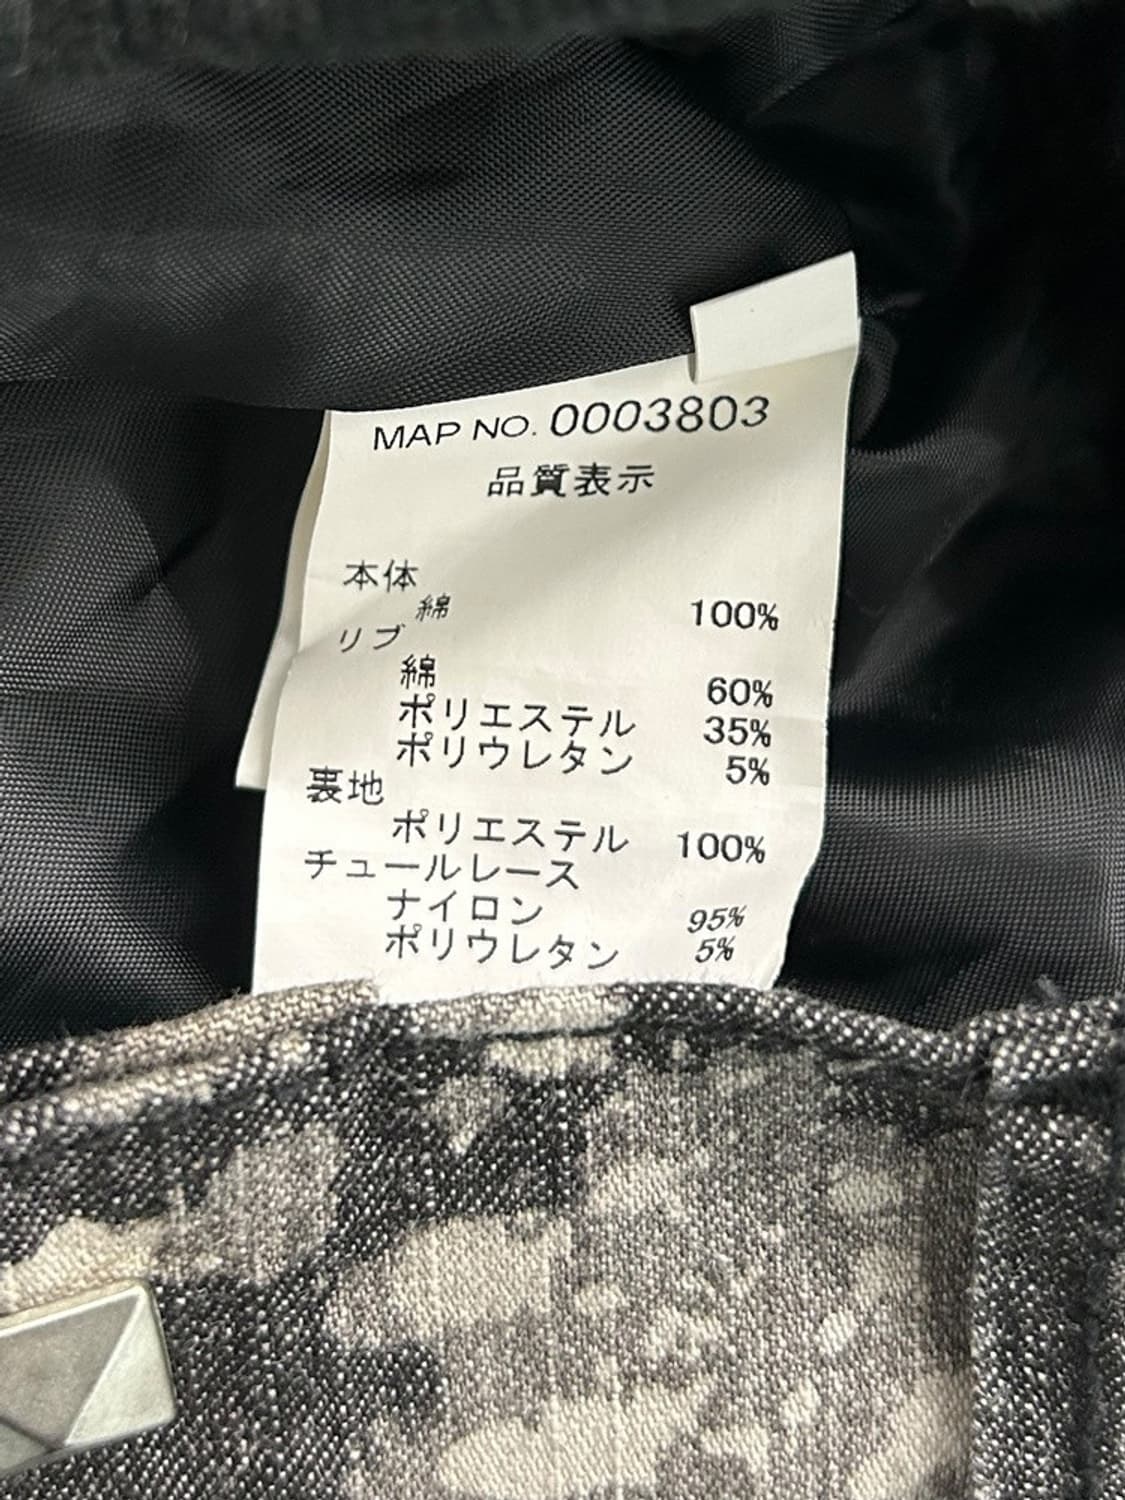 MAP NO. 0003803
品質表示
本体
綿 100%
リブ
綿 60%
ポリエステル 35%
ポリウレタン 5%
裏地
ポリエステル 100%
チュールレース
ナイロン 95%
ポリウレタン 5%